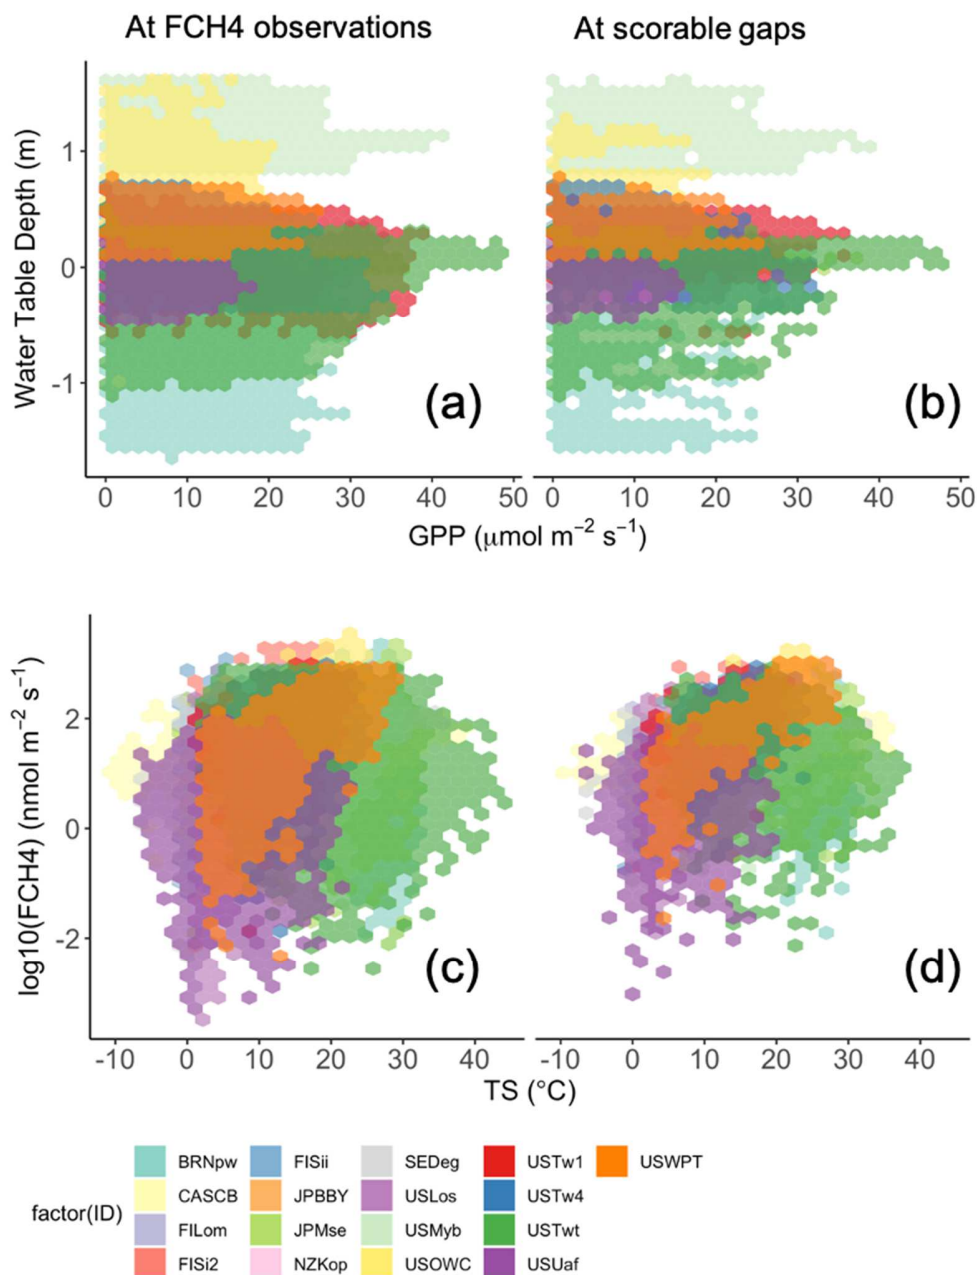 At FCH4 observations
At scorable gaps
Water Table Depth (m)
1
0
-1
(a)
(b)
0 10 20 30 40 50
0 10 20 30 40 50
GPP (μmol m⁻² s⁻¹)
log10(FCH4) (nmol m⁻² s⁻¹)
2
0
-2
(c)
(d)
-10 0 10 20 30 40
-10 0 10 20 30 40
TS (°C)
factor(ID)
BRNpw FISii SEDeg USTw1 USWPT
CASCB JPBBY USLos USTw4
FILom JPMse USMyb USTwt
FISi2 NZKop USOWC USUaf